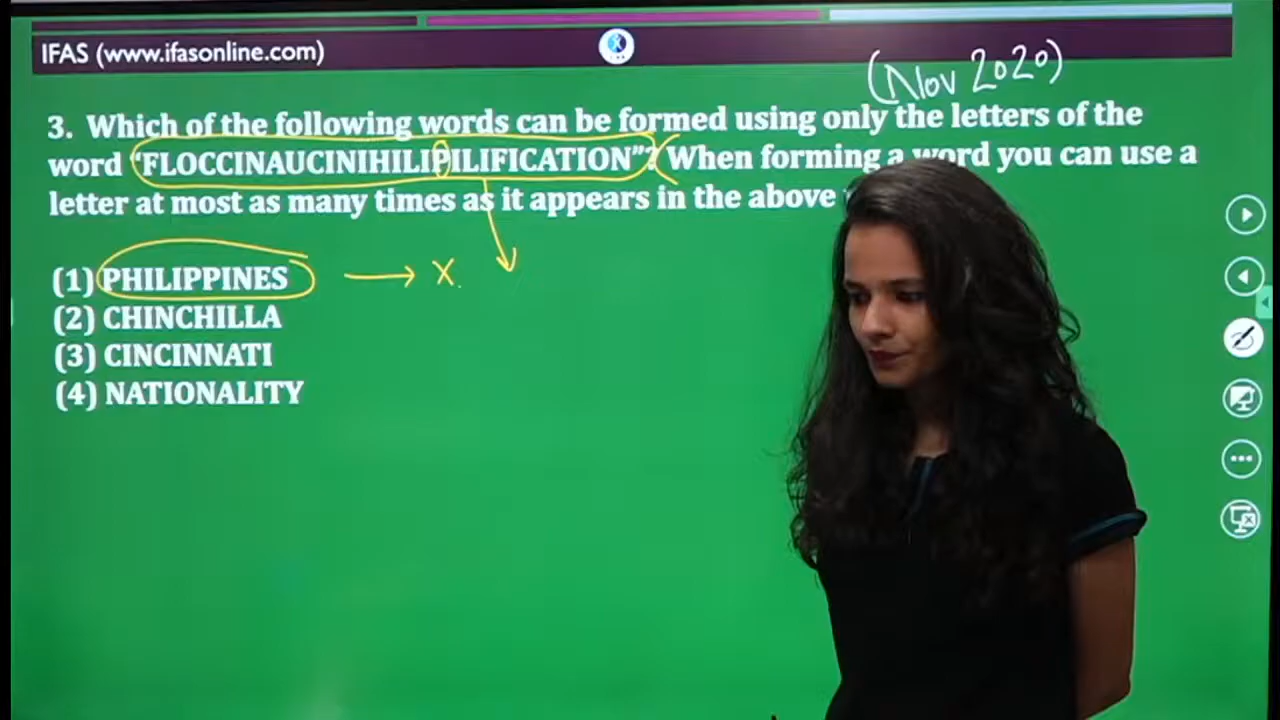 IFAS (www.ifasonline.com)
(Nov 2020)
3. Which of the following words can be formed using only the letters of the
word “FLOCCINAUCINIHILIPILIFICATION”? When forming a word you can use a
letter at most as many times as it appears in the above
(1) PHILIPPINES → X
(2) CHINCHILLA
(3) CINCINNATI
(4) NATIONALITY